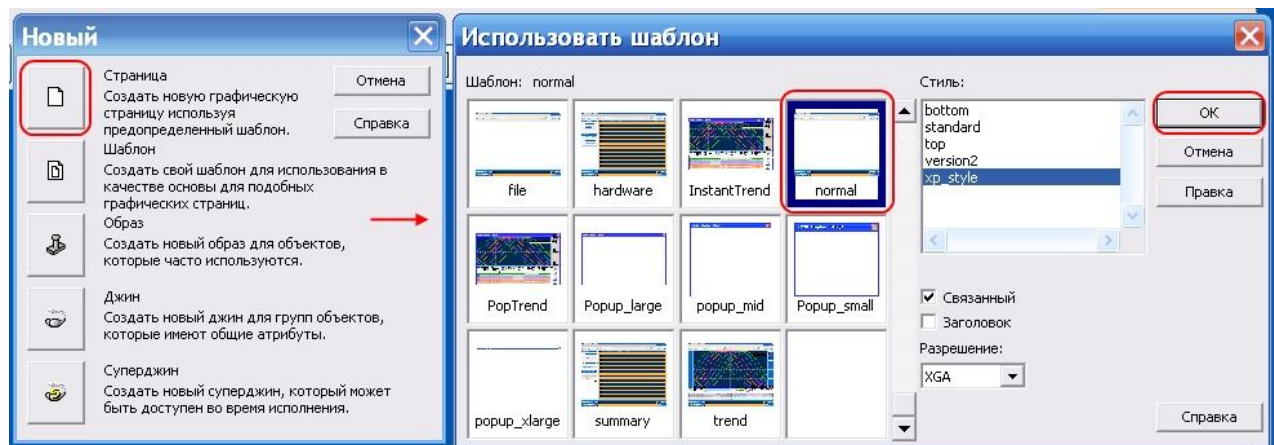 Новый
Страница
Создать новую графическую
страницу используя
предопределенный шаблон.
Шаблон
Создать свой шаблон для использования в
качестве основы для подобных
графических страниц.
Образ
Создать новый образ для объектов,
которые часто используются.
Джин
Создать новый джин для групп объектов,
которые имеют общие атрибуты.
Суперджин
Создать новый суперджин, который может
быть доступен во время исполнения.
Отмена
Справка
Использовать шаблон
Шаблон: normal
file
hardware
InstantTrend
normal
PopTrend
Popup_large
popup_mid
Popup_small
popup_xlarge
summary
trend
Стиль:
bottom
standard
top
version2
xp_style
Связанный
Заголовок
Разрешение:
XGA
ОК
Отмена
Правка
Справка